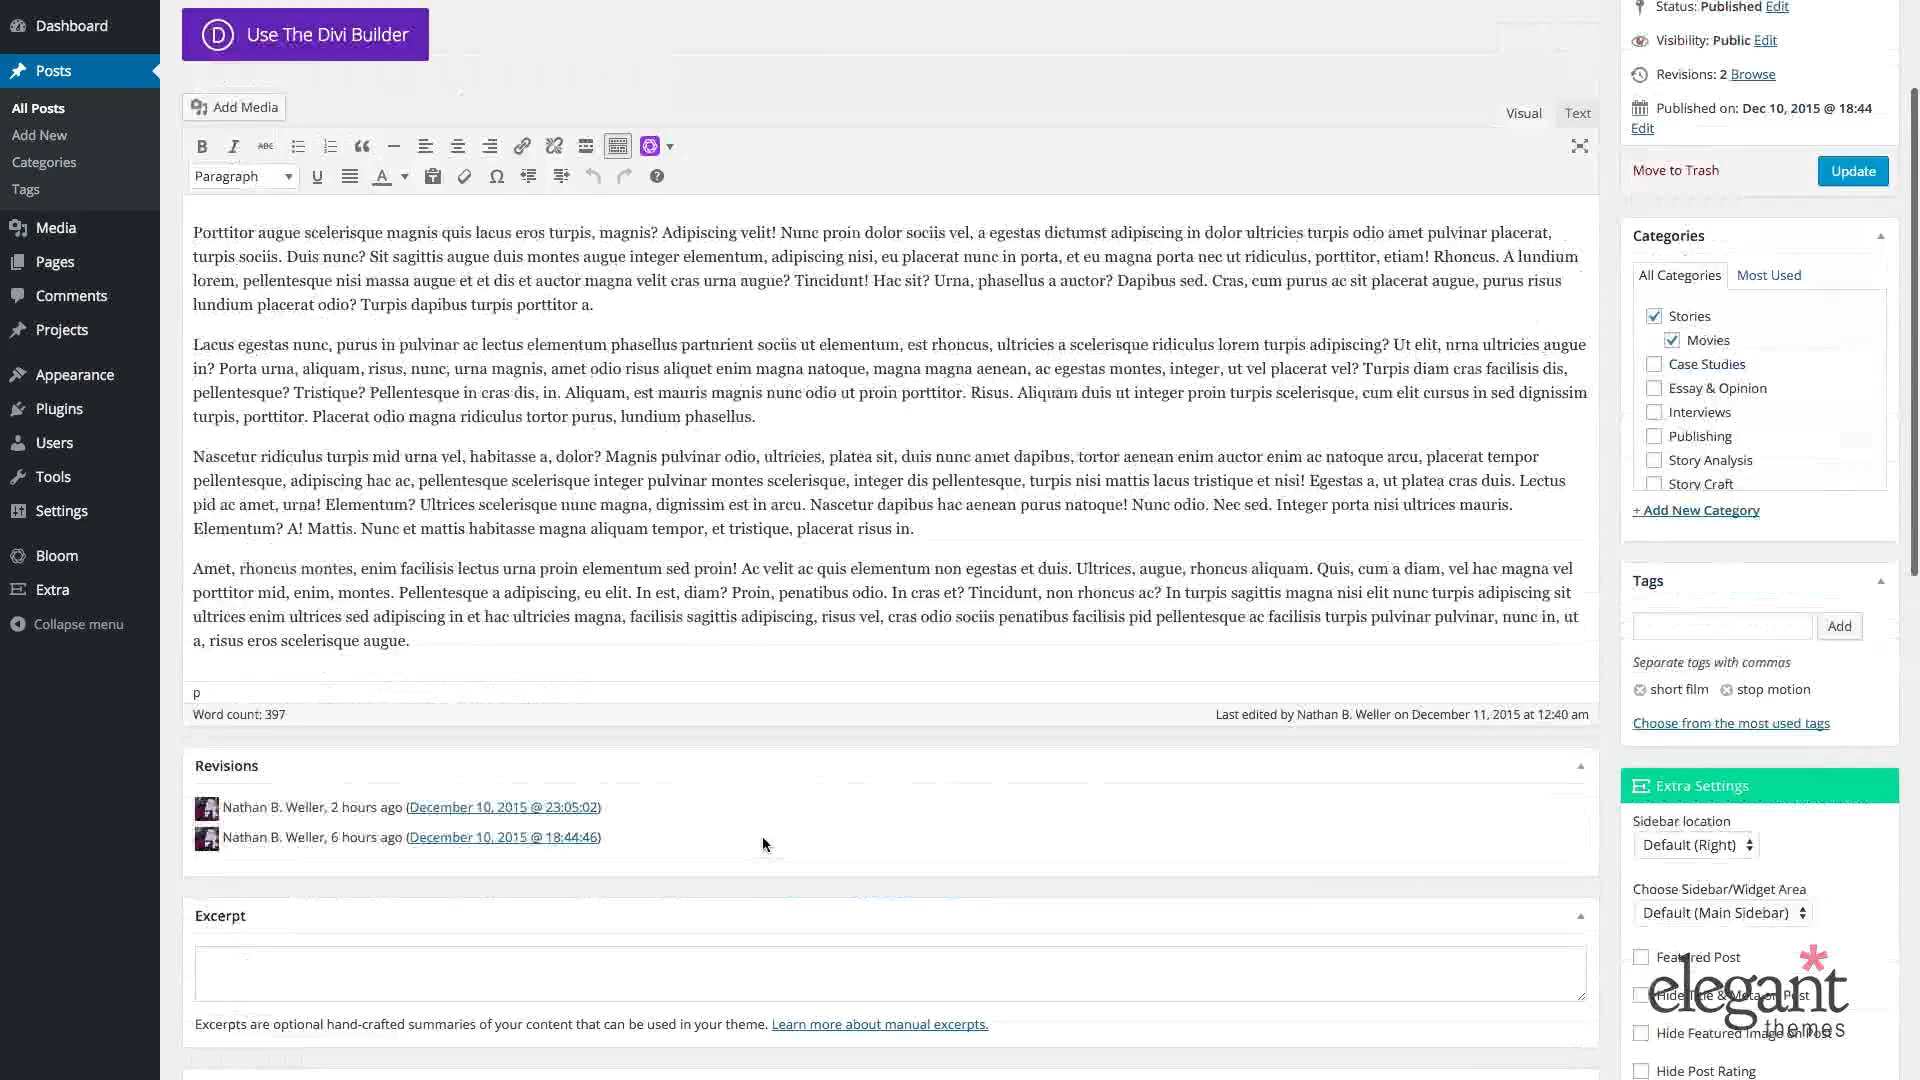 Dashboard
Posts
All Posts
Add New
Categories
Tags
Media
Pages
Comments
Projects
Appearance
Plugins
Users
Tools
Settings
Bloom
Extra
Collapse menu
D Use The Divi Builder
Add Media
Visual Text
B I ABC
Paragraph U A Ω
Porttitor augue scelerisque magnis quis lacus eros turpis, magnis? Adipiscing velit! Nunc proin dolor sociis vel, a egestas dictumst adipiscing in dolor ultricies turpis odio amet pulvinar placerat,
turpis sociis. Duis nunc? Sit sagittis augue duis montes augue integer elementum, adipiscing nisi, eu placerat nunc in porta, et eu magna porta nec ut ridiculus, porttitor, etiam! Rhoncus. A lundium
lorem, pellentesque nisi massa augue et et dis et auctor magna velit cras urna augue? Tincidunt! Hac sit? Urna, phasellus a auctor? Dapibus sed. Cras, cum purus ac sit placerat augue, purus risus
lundium placerat odio? Turpis dapibus turpis porttitor a.
Lacus egestas nunc, purus in pulvinar ac lectus elementum phasellus parturient sociis ut elementum, est rhoncus, ultricies a scelerisque ridiculus lorem turpis adipiscing? Ut elit, nrna ultricies augue
in? Porta urna, aliquam, risus, nunc, urna magnis, amet odio risus aliquet enim magna natoque, magna magna aenean, ac egestas montes, integer, ut vel placerat vel? Turpis diam cras facilisis dis,
pellentesque? Tristique? Pellentesque in cras dis, in. Aliquam, est mauris magnis nunc odio ut proin porttitor. Risus. Aliquam duis ut integer proin turpis scelerisque, cum elit cursus in sed dignissim
turpis, porttitor. Placerat odio magna ridiculus tortor purus, lundium phasellus.
Nascetur ridiculus turpis mid urna vel, habitasse a, dolor? Magnis pulvinar odio, ultricies, platea sit, duis nunc amet dapibus, tortor aenean enim auctor enim ac natoque arcu, placerat tempor
pellentesque, adipiscing hac ac, pellentesque scelerisque integer pulvinar montes scelerisque, integer dis pellentesque, turpis nisi mattis lacus tristique et nisi! Egestas a, ut platea cras duis. Lectus
pid ac amet, urna! Elementum? Ultrices scelerisque nunc magna, dignissim est in arcu. Nascetur dapibus hac aenean purus natoque! Nunc odio. Nec sed. Integer porta nisi ultrices mauris.
Elementum? A! Mattis. Nunc et mattis habitasse magna aliquam tempor, et tristique, placerat risus in.
Amet, rhoncus montes, enim facilisis lectus urna proin elementum sed proin! Ac velit ac quis elementum non egestas et duis. Ultrices, augue, rhoncus aliquam. Quis, cum a diam, vel hac magna vel
porttitor mid, enim, montes. Pellentesque a adipiscing, eu elit. In est, diam? Proin, penatibus odio. In cras et? Tincidunt, non rhoncus ac? In turpis sagittis magna nisi elit nunc turpis adipiscing sit
ultrices enim ultrices sed adipiscing in et hac ultricies magna, facilisis sagittis adipiscing, risus vel, cras odio sociis penatibus facilisis pid pellentesque ac facilisis turpis pulvinar pulvinar, nunc in, ut
a, risus eros scelerisque augue.
p
Word count: 397
Last edited by Nathan B. Weller on December 11, 2015 at 12:40 am
Revisions
Nathan B. Weller, 2 hours ago (December 10, 2015 @ 23:05:02)
Nathan B. Weller, 6 hours ago (December 10, 2015 @ 18:44:46)
Excerpt
Excerpts are optional hand-crafted summaries of your content that can be used in your theme. Learn more about manual excerpts.
Status: Published Edit
Visibility: Public Edit
Revisions: 2 Browse
Published on: Dec 10, 2015 @ 18:44
Edit
Move to Trash
Update
Categories
All Categories Most Used
Stories
Movies
Case Studies
Essay & Opinion
Interviews
Publishing
Story Analysis
Story Craft
+ Add New Category
Tags
Add
Separate tags with commas
short film stop motion
Choose from the most used tags
Extra Settings
Sidebar location
Default (Right)
Choose Sidebar/Widget Area
Default (Main Sidebar)
Featured Post
Hide Title & Meta on Post
Hide Featured Image on Post
Hide Post Rating
elegant
themes